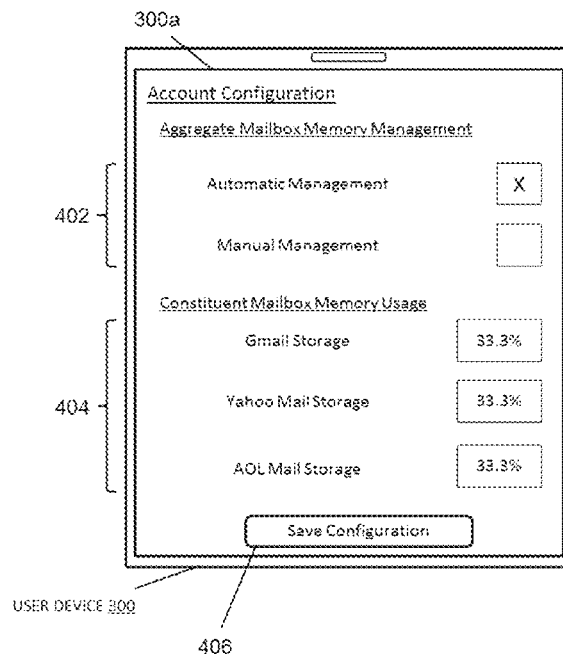 300a
Account Configuration
Aggregate Mailbox Memory Management
402
Automatic Management X
Manual Management
Constituent Mailbox Memory Usage
404
Gmail Storage 33.3%
Yahoo Mail Storage 33.3%
AOL Mail Storage 33.3%
Save Configuration
USER DEVICE 300
406